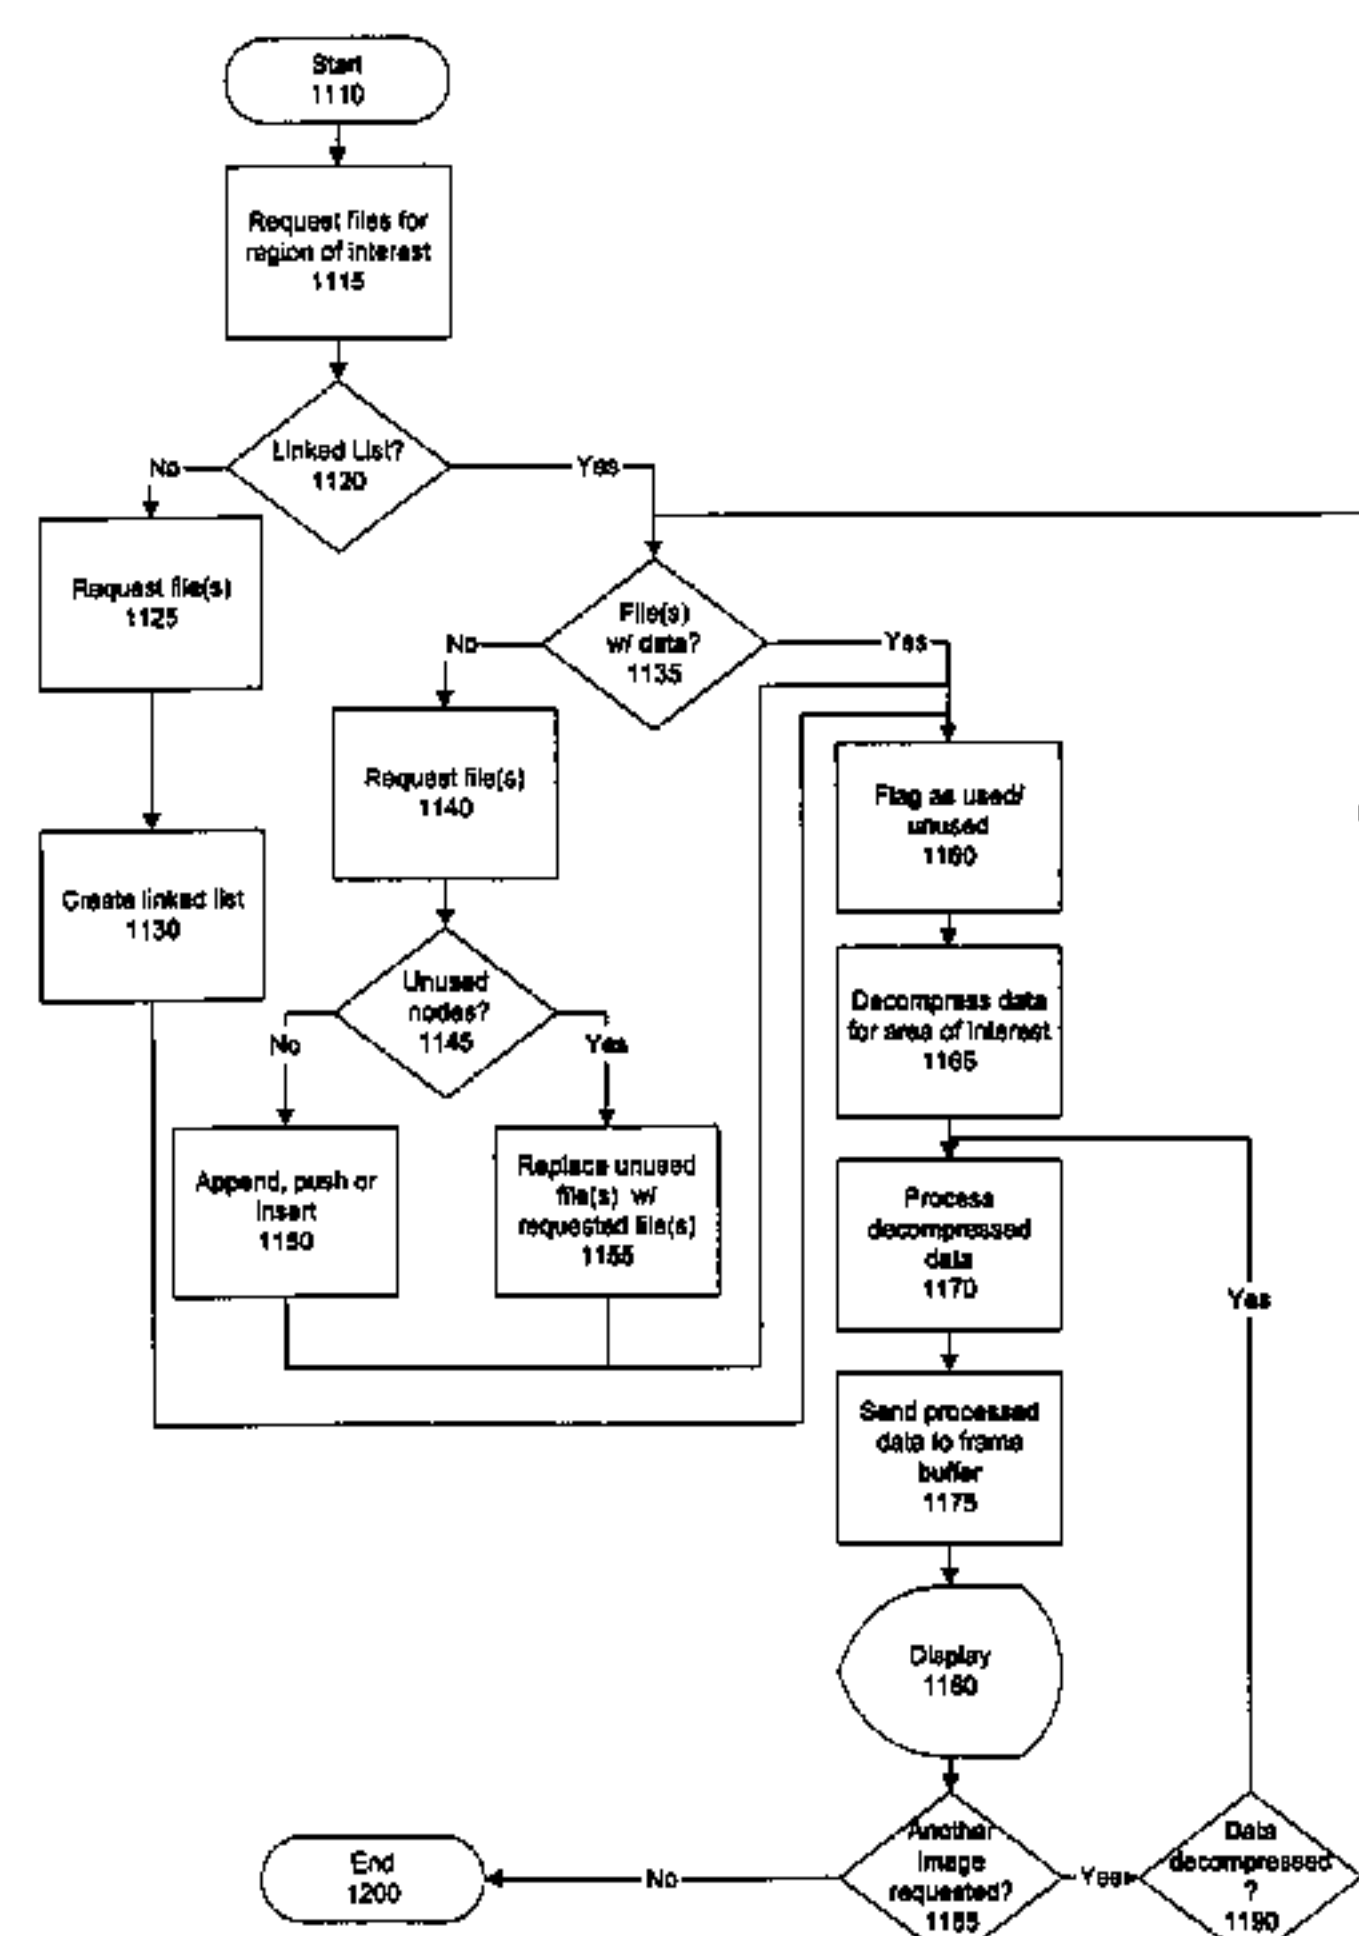 Start
1110
Request files for
region of interest
1115
Linked List?
1120
No
Yes
Request file(s)
1125
File(s)
w/ data?
1135
No
Yes
Request file(s)
1140
Flag as used/
unused
1160
Create linked list
1130
Unused
nodes?
1145
No
Yes
Decompress data
for area of interest
1165
Append, push or
insert
1150
Replace unused
file(s) w/
requested file(s)
1155
Process
decompressed
data
1170
Yes
Send processed
data to frame
buffer
1175
Display
1180
Another
image
requested?
1185
Yes
Data
decompressed
?
1190
No
End
1200